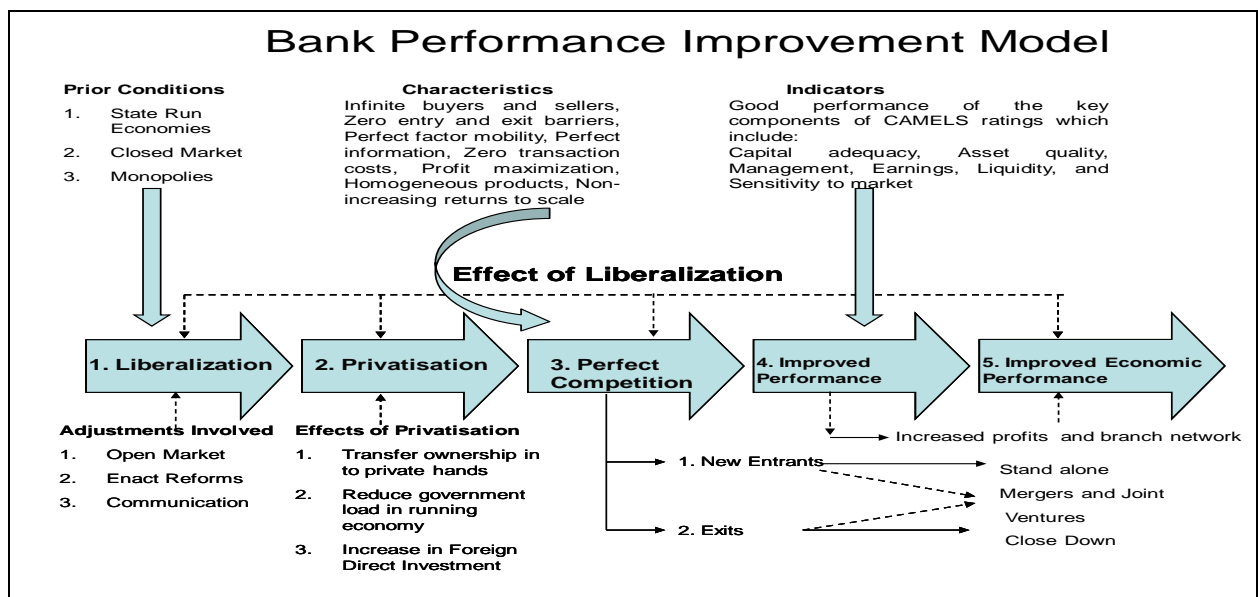 Bank Performance Improvement Model
Prior Conditions
1. State Run
Economies
2. Closed Market
3. Monopolies
Characteristics
Infinite buyers and sellers,
Zero entry and exit barriers,
Perfect factor mobility, Perfect
information, Zero transaction
costs, Profit maximization,
Homogeneous products, Non-
increasing returns to scale
Indicators
Good performance of the key
components of CAMELS ratings which
include:
Capital adequacy, Asset quality,
Management, Earnings, Liquidity, and
Sensitivity to market
Effect of Liberalization
1. Liberalization
2. Privatisation
3. Perfect
Competition
4. Improved
Performance
5. Improved Economic
Performance
Adjustments Involved
1. Open Market
2. Enact Reforms
3. Communication
Effects of Privatisation
1. Transfer ownership in
to private hands
2. Reduce government
load in running
economy
3. Increase in Foreign
Direct Investment
Increased profits and branch network
1. New Entrants
2. Exits
Stand alone
Mergers and Joint
Ventures
Close Down